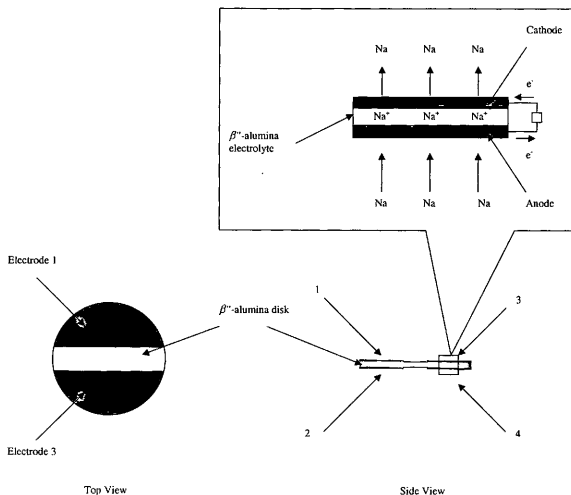 Cathode
Na Na Na
e-
Na+ Na+ Na+
β''-alumina
electrolyte
e-
Anode
Na Na Na
Electrode 1
β''-alumina disk
1
3
2
4
Electrode 3
Top View
Side View